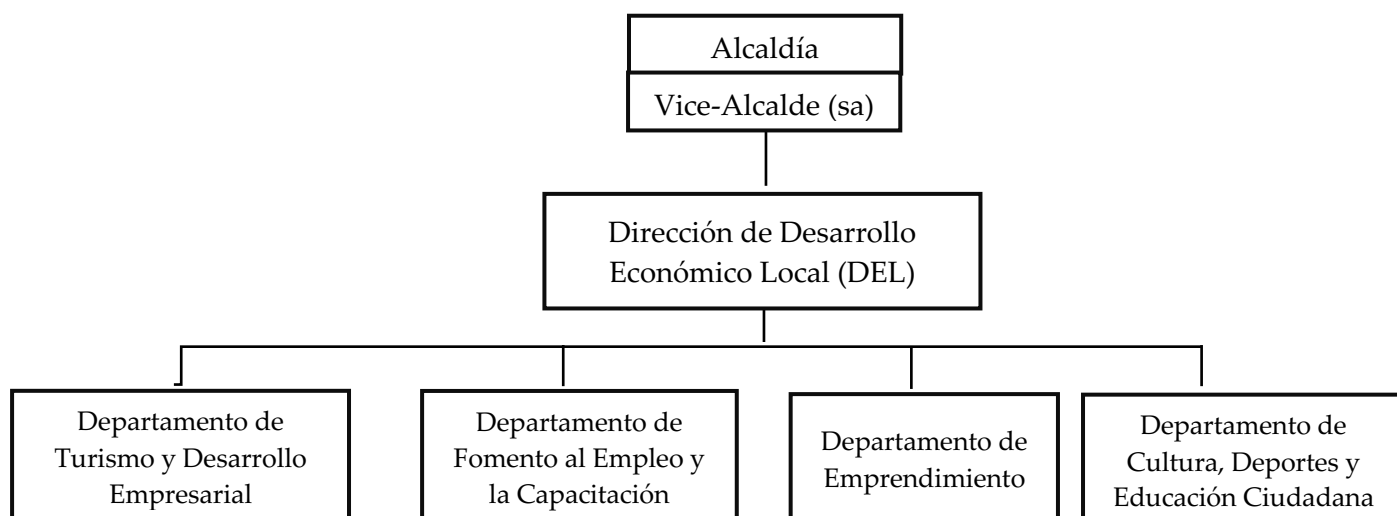 Alcaldía
Vice-Alcalde (sa)
Dirección de Desarrollo
Económico Local (DEL)
Departamento de
Turismo y Desarrollo
Empresarial
Departamento de
Fomento al Empleo y
la Capacitación
Departamento de
Emprendimiento
Departamento de
Cultura, Deportes y
Educación Ciudadana